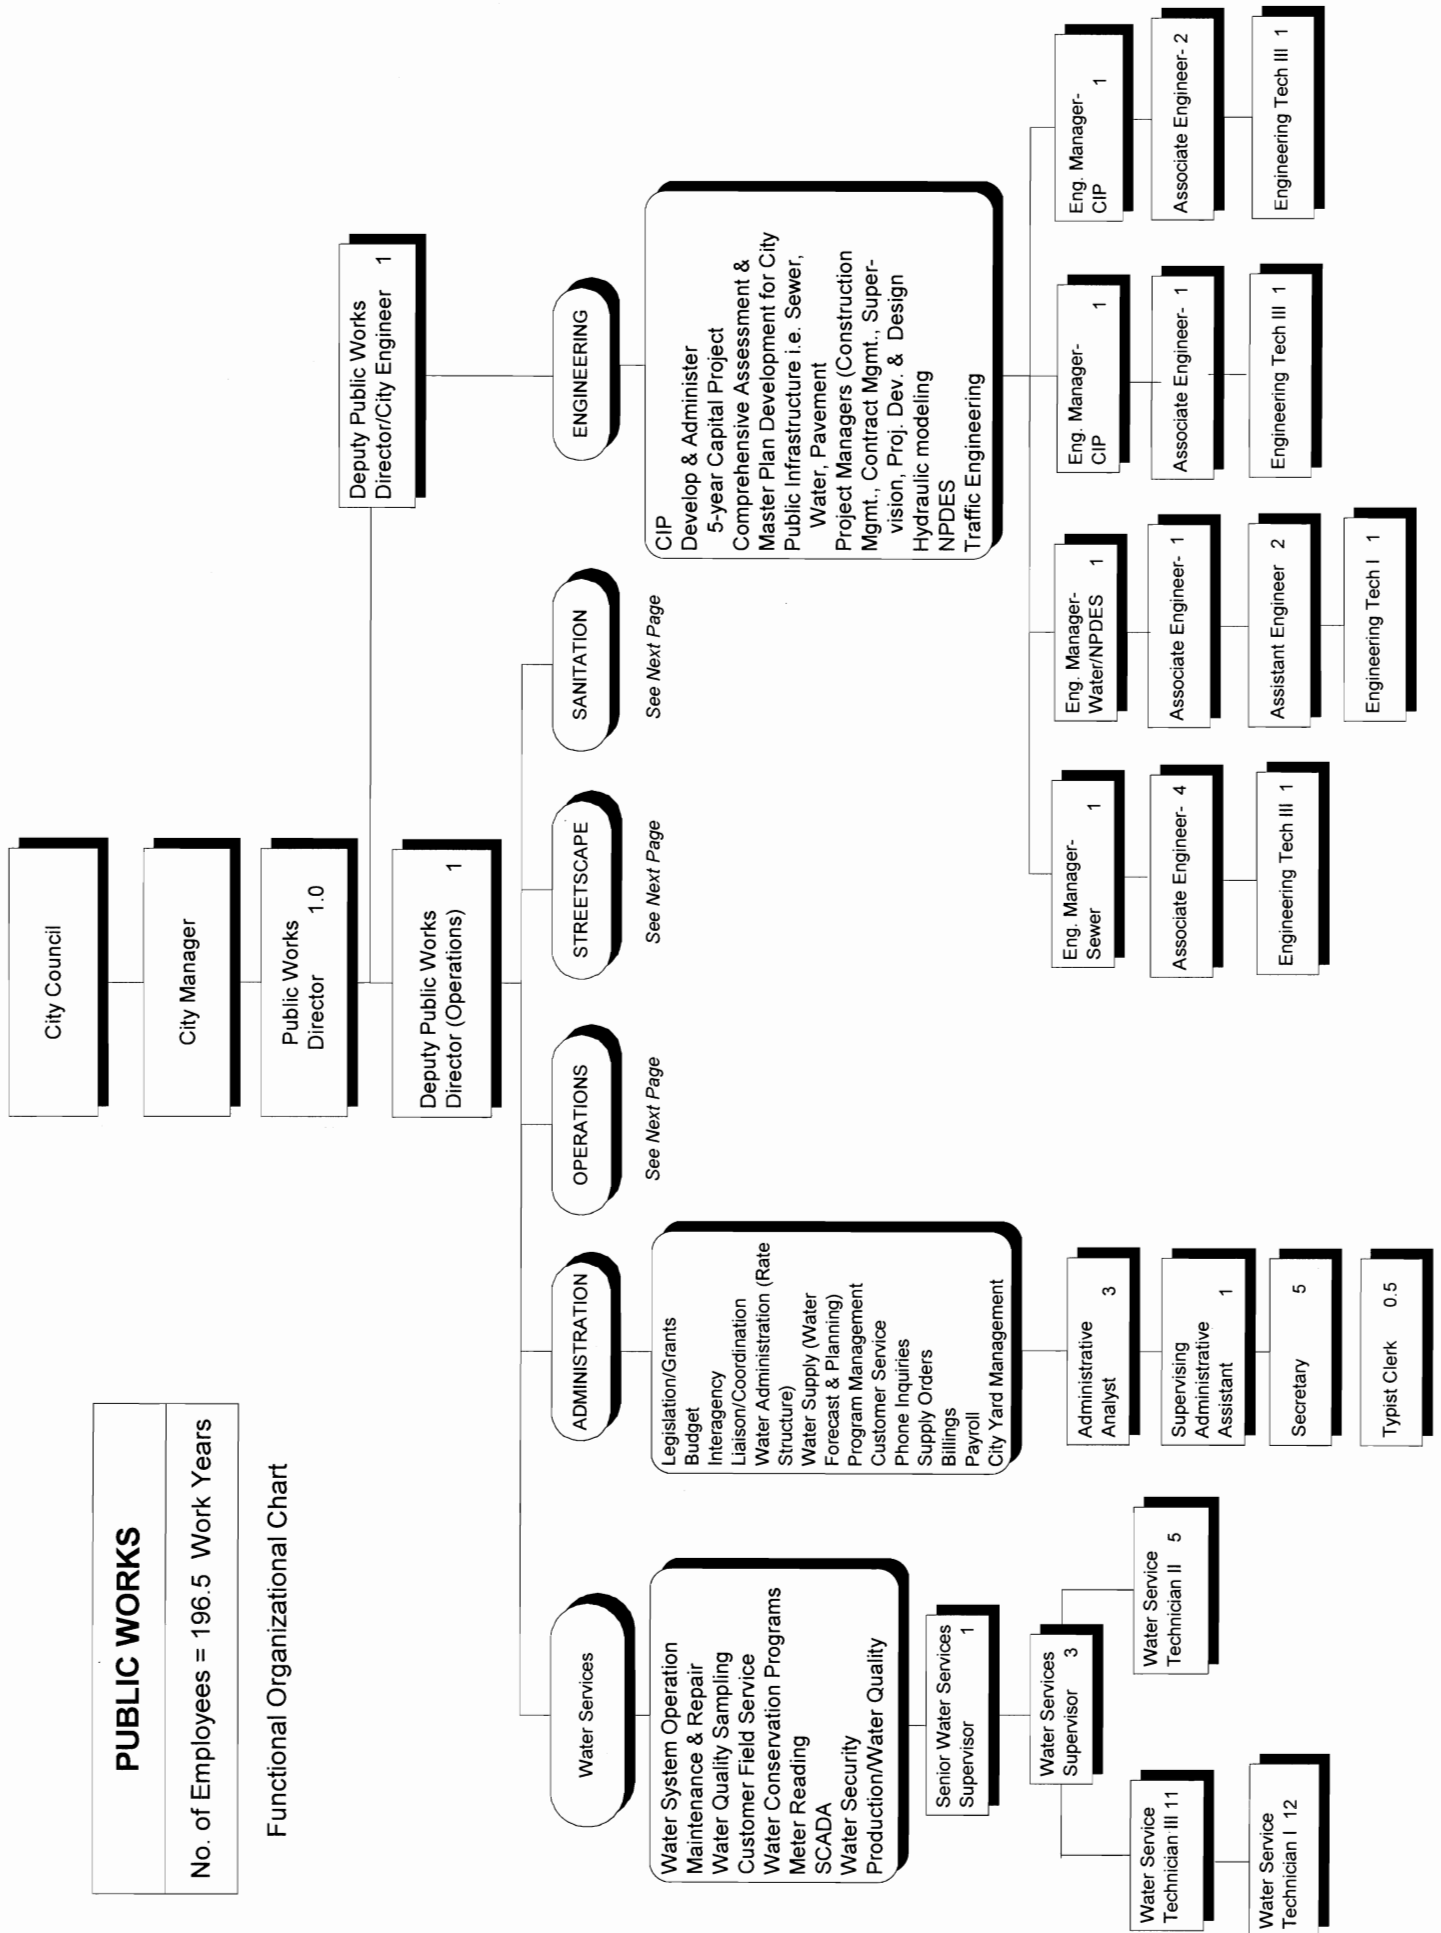 PUBLIC WORKS
No. of Employees = 196.5 Work Years
Functional Organizational Chart
City Council
City Manager
Public Works
Director 1.0
Deputy Public Works
Director/City Engineer 1
Deputy Public Works
Director (Operations) 1
Water Services
ADMINISTRATION
OPERATIONS
See Next Page
STREETSCAPE
See Next Page
SANITATION
See Next Page
ENGINEERING
Water System Operation
Maintenance & Repair
Water Quality Sampling
Customer Field Service
Water Conservation Programs
Meter Reading
SCADA
Water Security
Production/Water Quality
Senior Water Services
Supervisor 1
Water Services
Supervisor 3
Water Service
Technician III 11
Water Service
Technician I 12
Water Service
Technician II 5
Legislation/Grants
Budget
Interagency
Liaison/Coordination
Water Administration (Rate
Structure)
Water Supply (Water
Forecast & Planning)
Program Management
Customer Service
Phone Inquiries
Supply Orders
Billings
Payroll
City Yard Management
Administrative
Analyst 3
Supervising
Administrative
Assistant 1
Secretary 5
Typist Clerk 0.5
CIP
Develop & Administer
5-year Capital Project
Comprehensive Assessment &
Master Plan Development for City
Public Infrastructure i.e. Sewer,
Water, Pavement
Project Managers (Construction
Mgmt., Contract Mgmt., Super-
vision, Proj. Dev. & Design
Hydraulic modeling
NPDES
Traffic Engineering
Eng. Manager-
Sewer 1
Associate Engineer- 4
Engineering Tech III 1
Eng. Manager-
Water/NPDES 1
Associate Engineer- 1
Assistant Engineer 2
Engineering Tech I 1
Eng. Manager-
CIP 1
Associate Engineer- 1
Engineering Tech III 1
Eng. Manager-
CIP 1
Associate Engineer- 2
Engineering Tech III 1